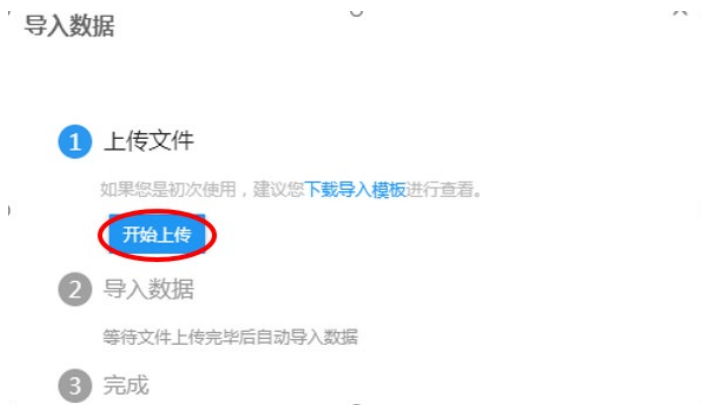 导入数据
1 上传文件
如果您是初次使用，建议您下载导入模板进行查看。
开始上传
2 导入数据
等待文件上传完毕后自动导入数据
3 完成